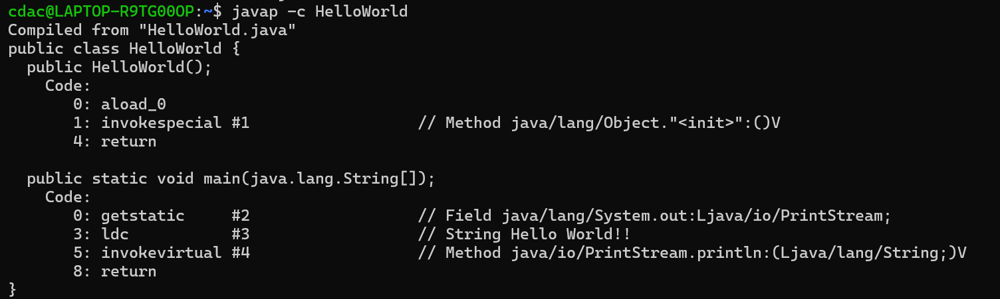 cdac@LAPTOP-R9TG00OP:~$ javap -c HelloWorld
Compiled from "HelloWorld.java"
public class HelloWorld {
  public HelloWorld();
    Code:
       0: aload_0
       1: invokespecial #1                  // Method java/lang/Object."<init>":()V
       4: return

  public static void main(java.lang.String[]);
    Code:
       0: getstatic     #2                  // Field java/lang/System.out:Ljava/io/PrintStream;
       3: ldc           #3                  // String Hello World!!
       5: invokevirtual #4                  // Method java/io/PrintStream.println:(Ljava/lang/String;)V
       8: return
}